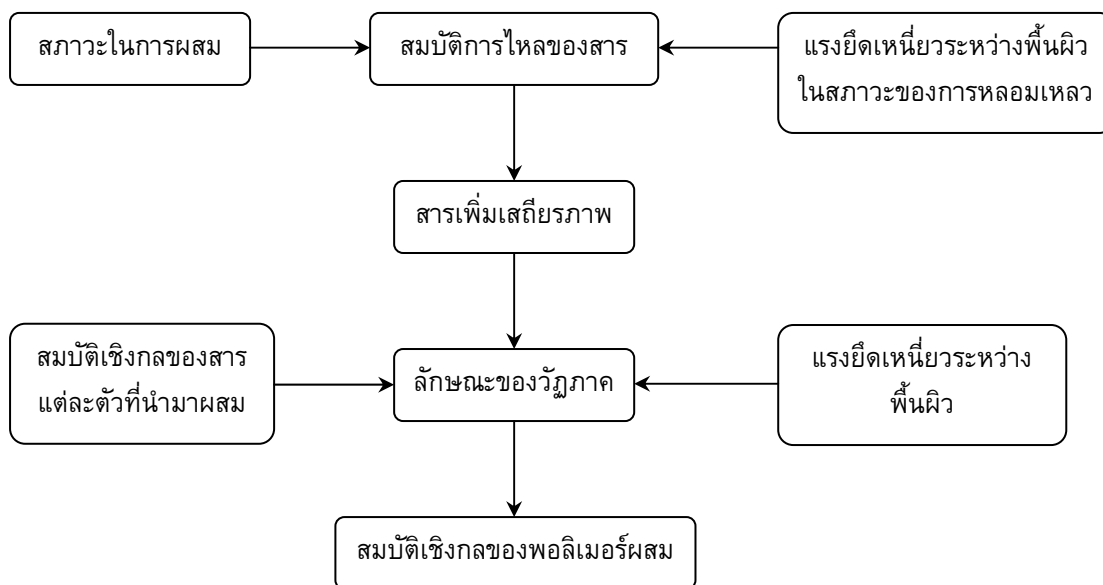 สภาวะในการผสม
สมบัติการไหลของสาร
แรงยึดเหนี่ยวระหว่างพื้นผิว
ในสภาวะของการหลอมเหลว
สารเพิ่มเสถียรภาพ
สมบัติเชิงกลของสาร
แต่ละตัวที่นำมาผสม
ลักษณะของวัฏภาค
แรงยึดเหนี่ยวระหว่าง
พื้นผิว
สมบัติเชิงกลของพอลิเมอร์ผสม